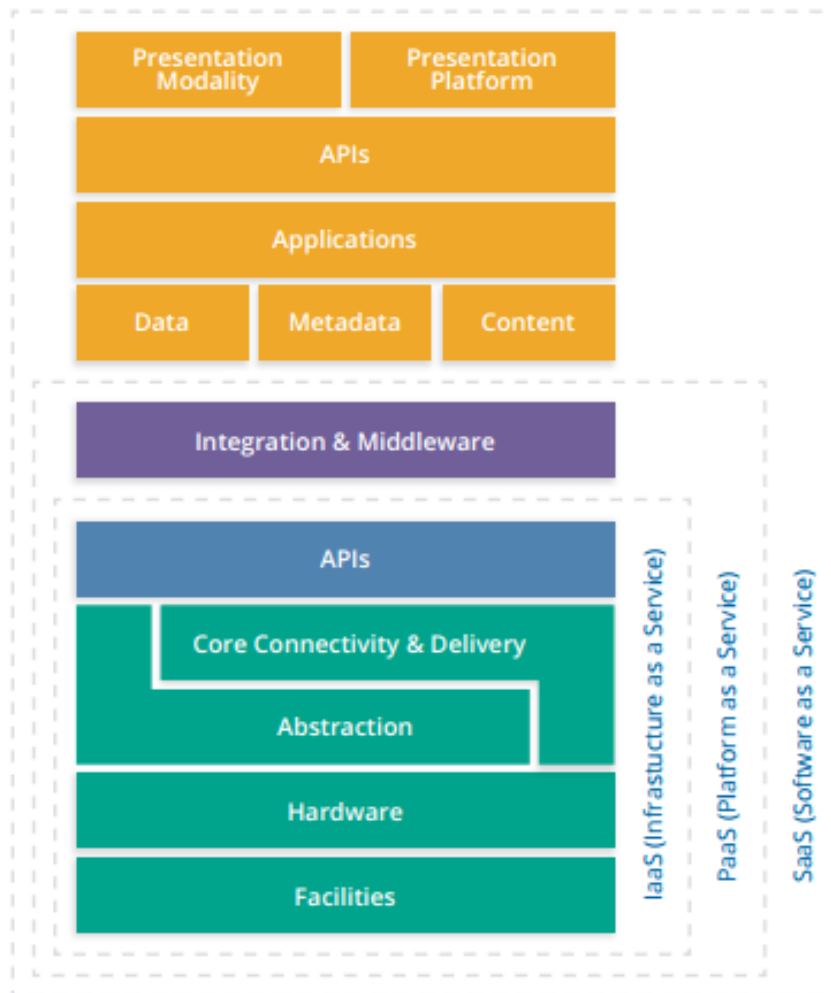 Presentation
Modality
Presentation
Platform
APIs
Applications
Data
Metadata
Content
Integration & Middleware
APIs
Core Connectivity & Delivery
Abstraction
Hardware
Facilities
IaaS (Infrastucture as a Service)
PaaS (Platform as a Service)
SaaS (Software as a Service)